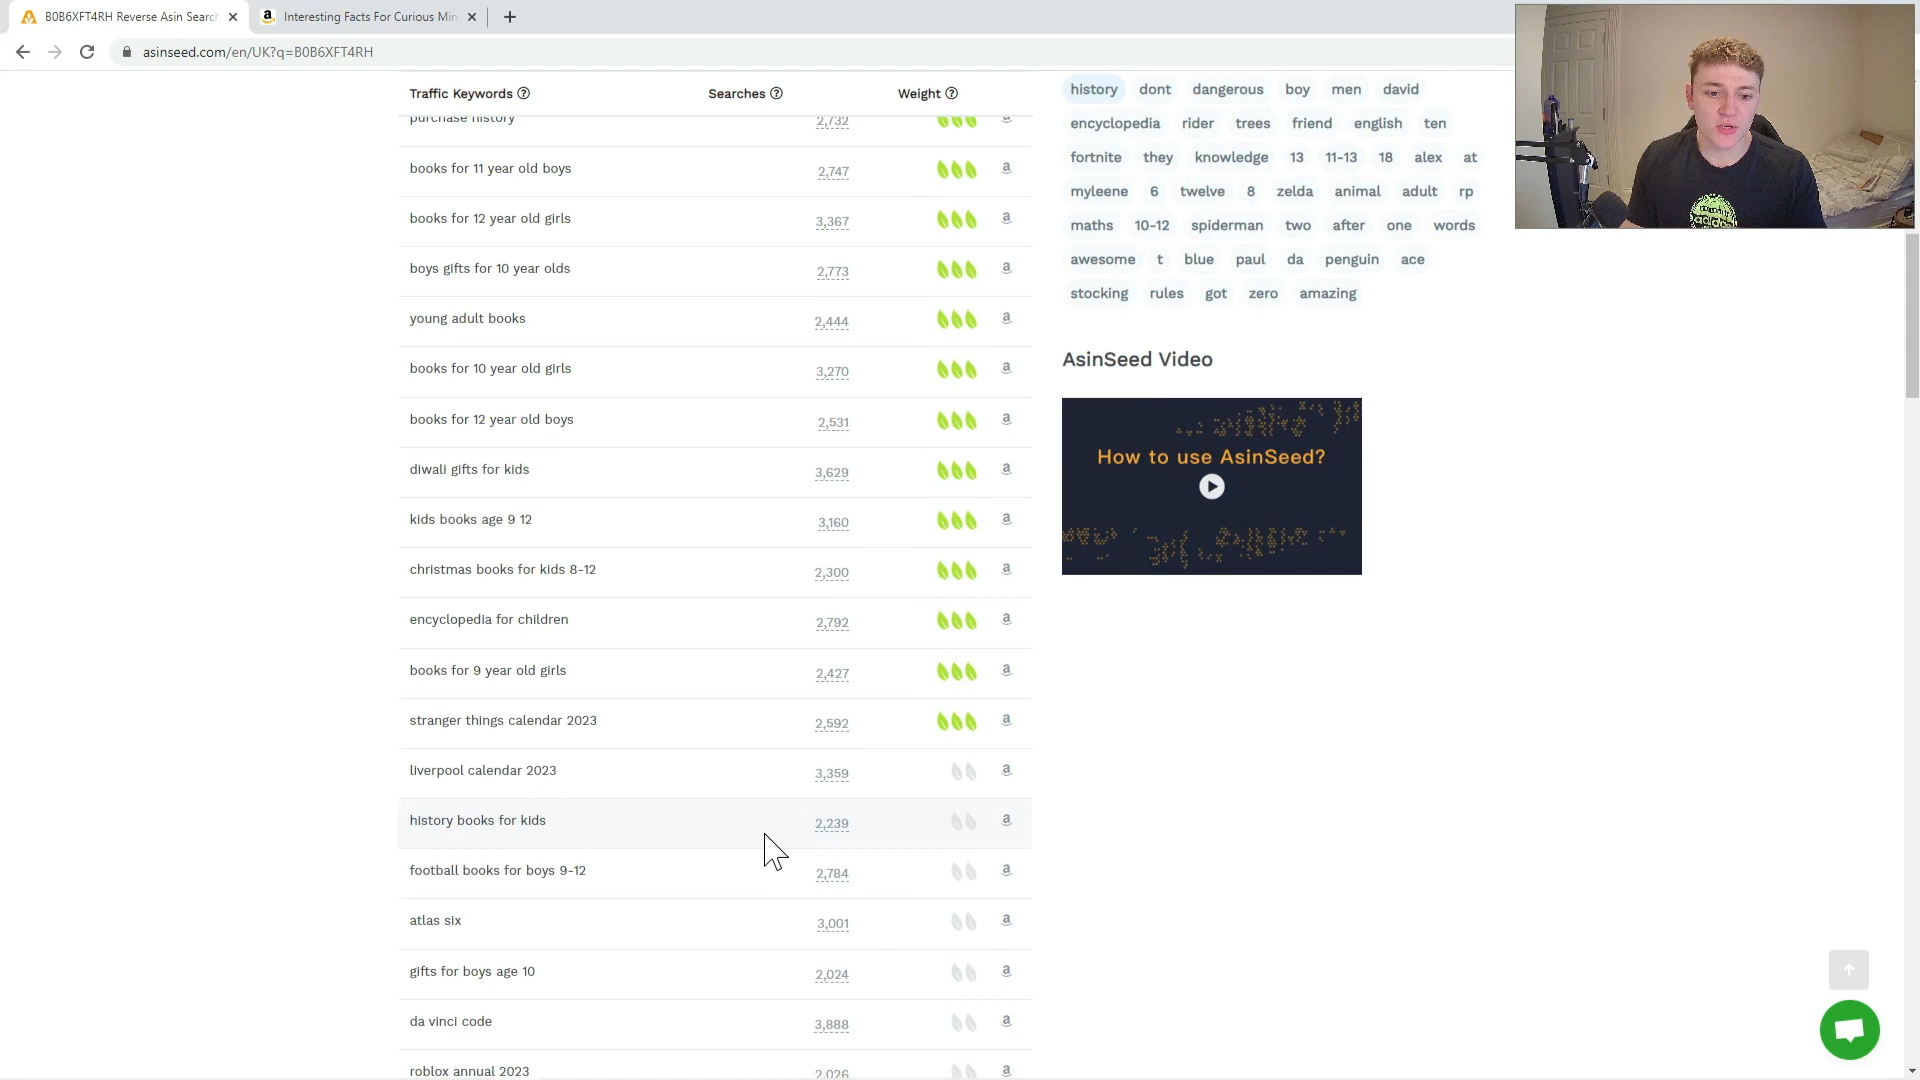 B0B6XFT4RH Reverse Asin Search
Interesting Facts For Curious Min
asinseed.com/en/UK?q=B0B6XFT4RH
Traffic Keywords
Searches
Weight
purchase history 2,732
books for 11 year old boys 2,747
books for 12 year old girls 3,367
boys gifts for 10 year olds 2,773
young adult books 2,444
books for 10 year old girls 3,270
books for 12 year old boys 2,531
diwali gifts for kids 3,629
kids books age 9 12 3,160
christmas books for kids 8-12 2,300
encyclopedia for children 2,792
books for 9 year old girls 2,427
stranger things calendar 2023 2,592
liverpool calendar 2023 3,359
history books for kids 2,239
football books for boys 9-12 2,784
atlas six 3,001
gifts for boys age 10 2,024
da vinci code 3,888
roblox annual 2023 2,026
history dont dangerous boy men david
encyclopedia rider trees friend english ten
fortnite they knowledge 13 11-13 18 alex at
myleene 6 twelve 8 zelda animal adult rp
maths 10-12 spiderman two after one words
awesome t blue paul da penguin ace
stocking rules got zero amazing
AsinSeed Video
How to use AsinSeed?
adidas